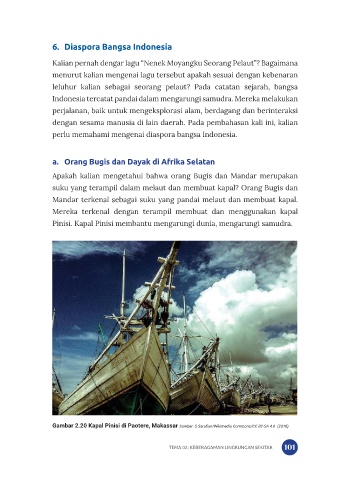 6. Diaspora Bangsa Indonesia
Kalian pernah dengar lagu “Nenek Moyangku Seorang Pelaut”? Bagaimana
menurut kalian mengenai lagu tersebut apakah sesuai dengan kebenaran
leluhur kalian sebagai seorang pelaut? Pada catatan sejarah, bangsa
Indonesia tercatat pandai dalam mengarungi samudra. Mereka melakukan
perjalanan, baik untuk mengeksplorasi alam, berdagang dan berinteraksi
dengan sesama manusia di lain daerah. Pada pembahasan kali ini, kalian
perlu memahami mengenai diaspora bangsa Indonesia.
a. Orang Bugis dan Dayak di Afrika Selatan
Apakah kalian mengetahui bahwa orang Bugis dan Mandar merupakan
suku yang terampil dalam melaut dan membuat kapal? Orang Bugis dan
Mandar terkenal sebagai suku yang pandai melaut dan membuat kapal.
Mereka terkenal dengan terampil membuat dan menggunakan kapal
Pinisi. Kapal Pinisi membantu mengarungi dunia, mengarungi samudra.
Gambar 2.20 Kapal Pinisi di Paotere, Makassar Sumber: G.Sarafian/Wikimedia Commons/CC BY-SA 4.0 (2016)
TEMA 02: KEBERAGAMAN LINGKUNGAN SEKITAR 101